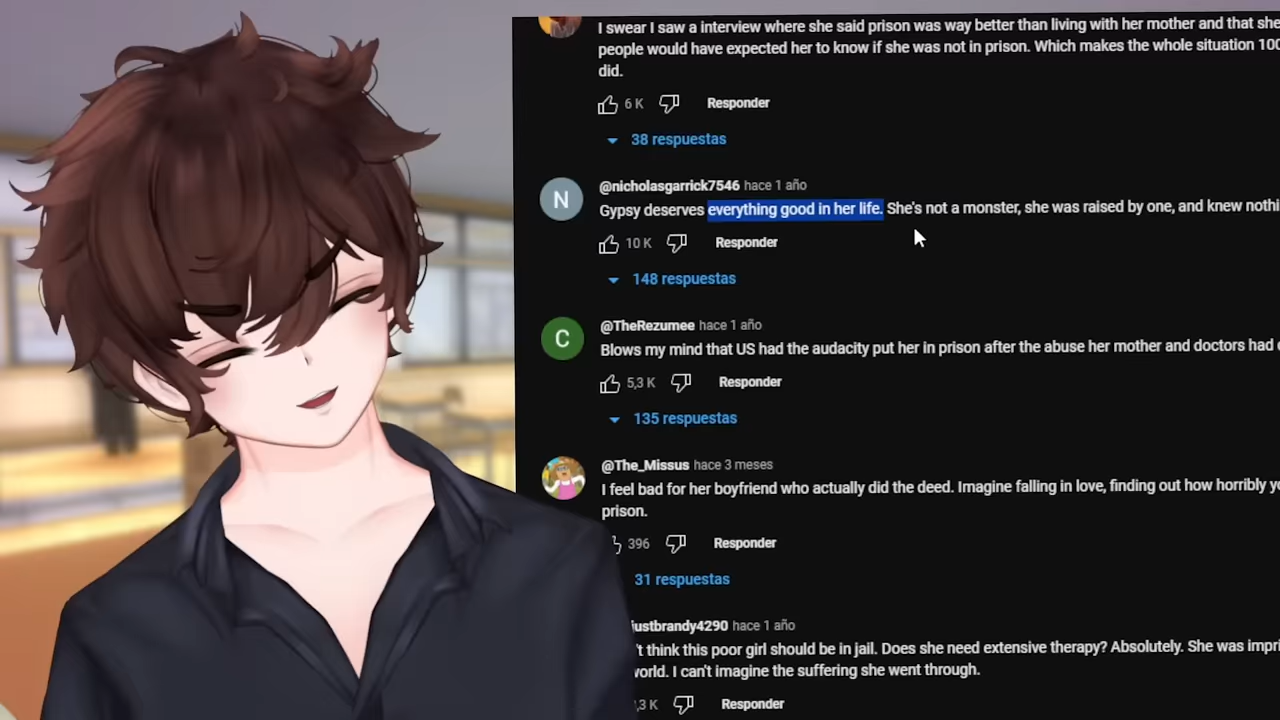 I swear I saw a interview where she said prison was way better than living with her mother and that she
people would have expected her to know if she was not in prison. Which makes the whole situation 100
did.
6 K Responder
38 respuestas
N
@nicholasgarrick7546 hace 1 año
Gypsy deserves everything good in her life. She's not a monster, she was raised by one, and knew
10 K Responder
148 respuestas
C
@TheRezumee hace 1 año
Blows my mind that US had the audacity put her in prison after the abuse her mother and doctors had
5,3 K Responder
135 respuestas
@The_Missus hace 3 meses
I feel bad for her boyfriend who actually did the deed. Imagine falling in love, finding out how horribly
prison.
396 Responder
31 respuestas
justbrandy4290 hace 1 año
't think this poor girl should be in jail. Does she need extensive therapy? Absolutely. She was
world. I can't imagine the suffering she went through.
,3 K Responder